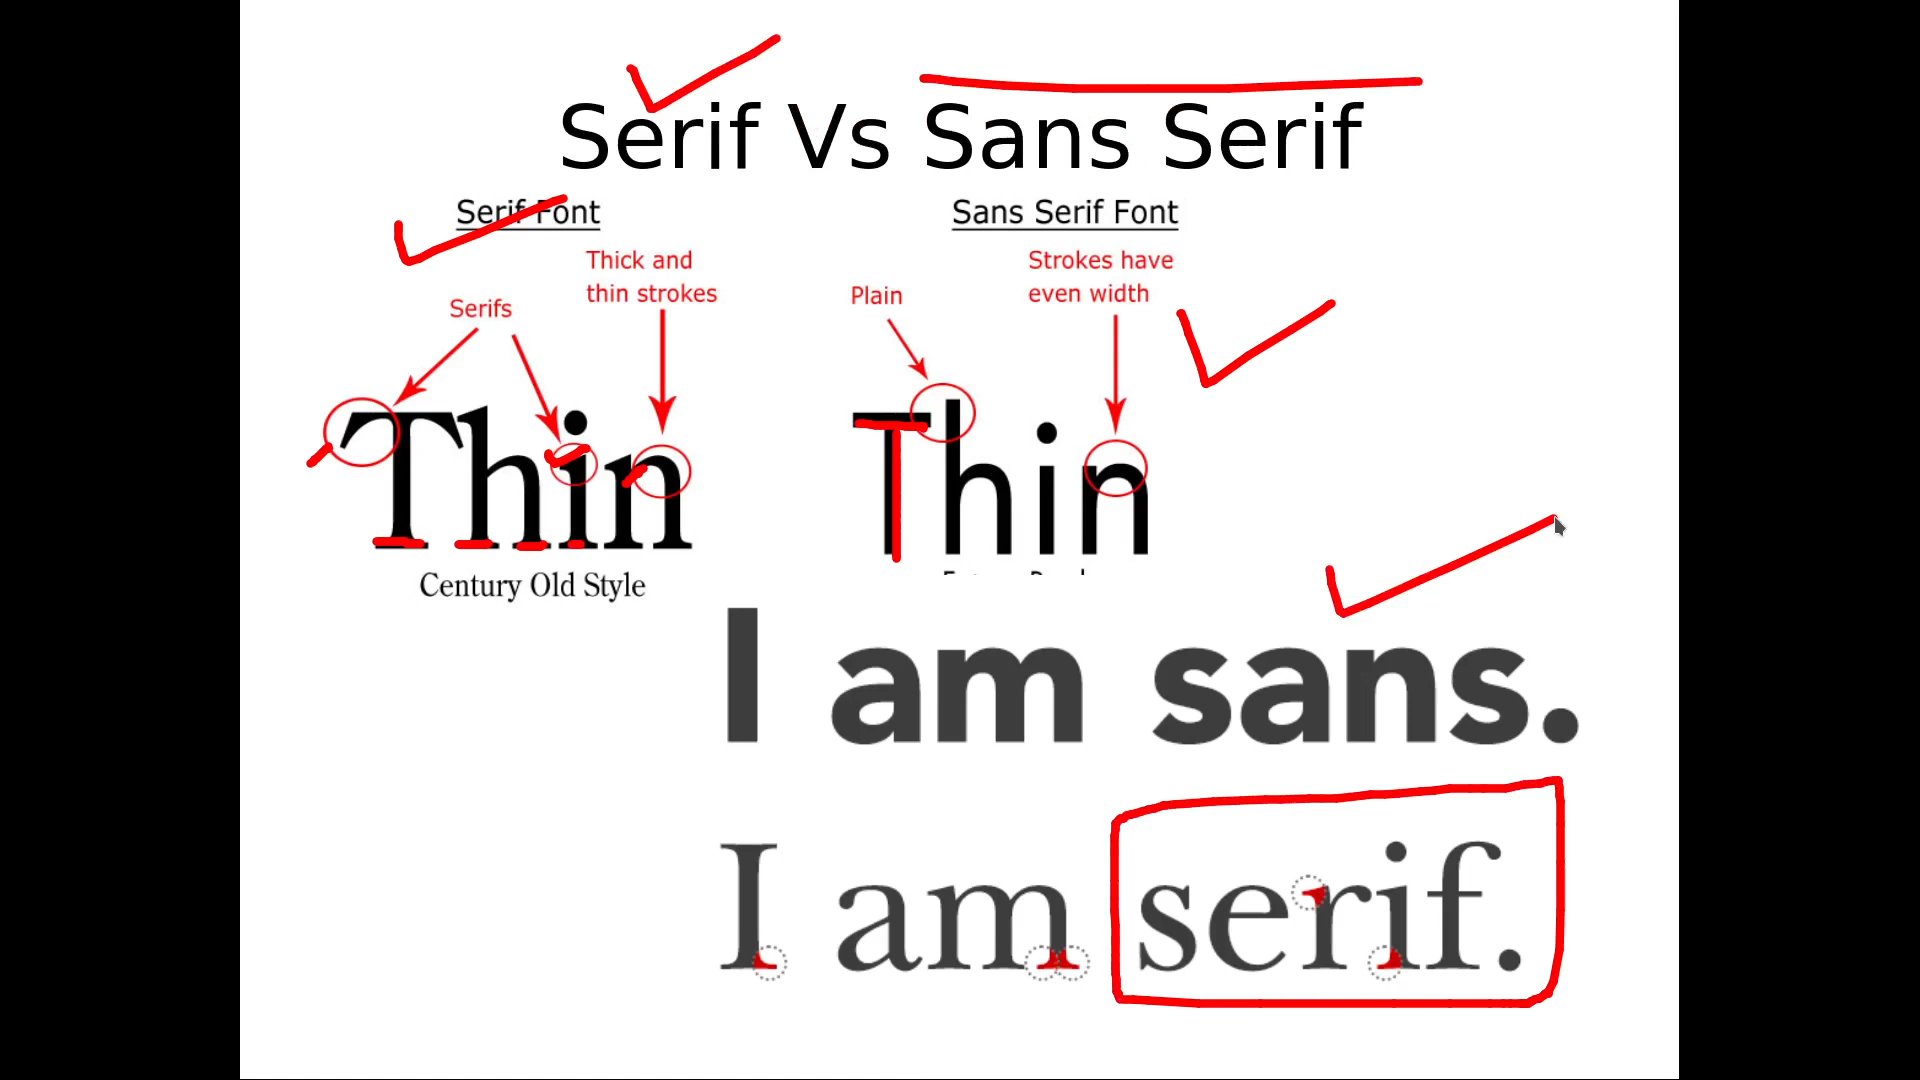 Serif Vs Sans Serif
Serif Font
Thick and
thin strokes
Serifs
Thin
Century Old Style
Sans Serif Font
Strokes have
even width
Plain
Thin
I am sans.
I am serif.